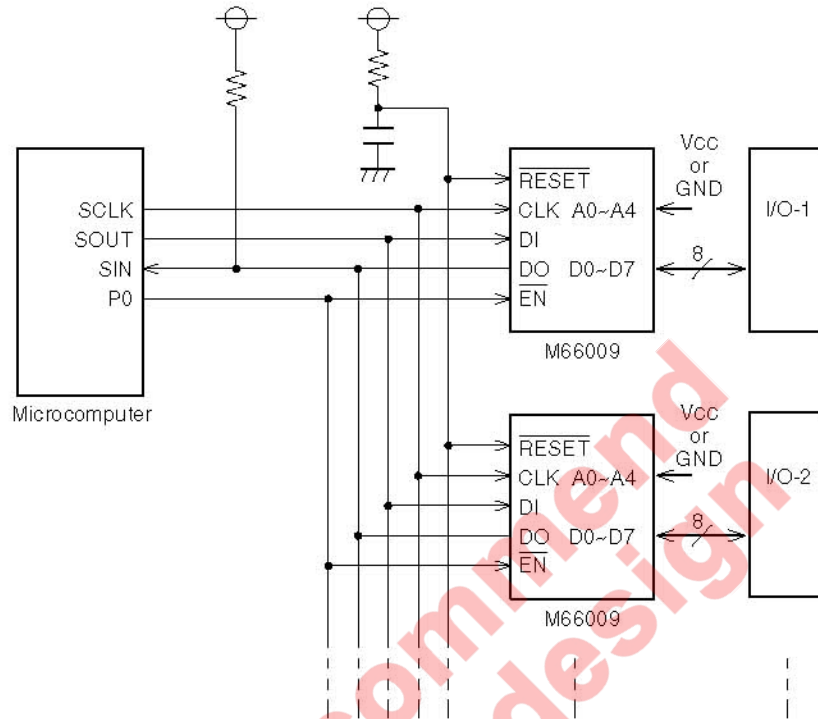 SCLK
SOUT
SIN
P0
Microcomputer
RESET
CLK A0~A4
DI
DO D0~D7
EN
M66009
Vcc
or
GND
8
I/O-1
RESET
CLK A0~A4
DI
DO D0~D7
EN
M66009
Vcc
or
GND
8
I/O-2
commend
design